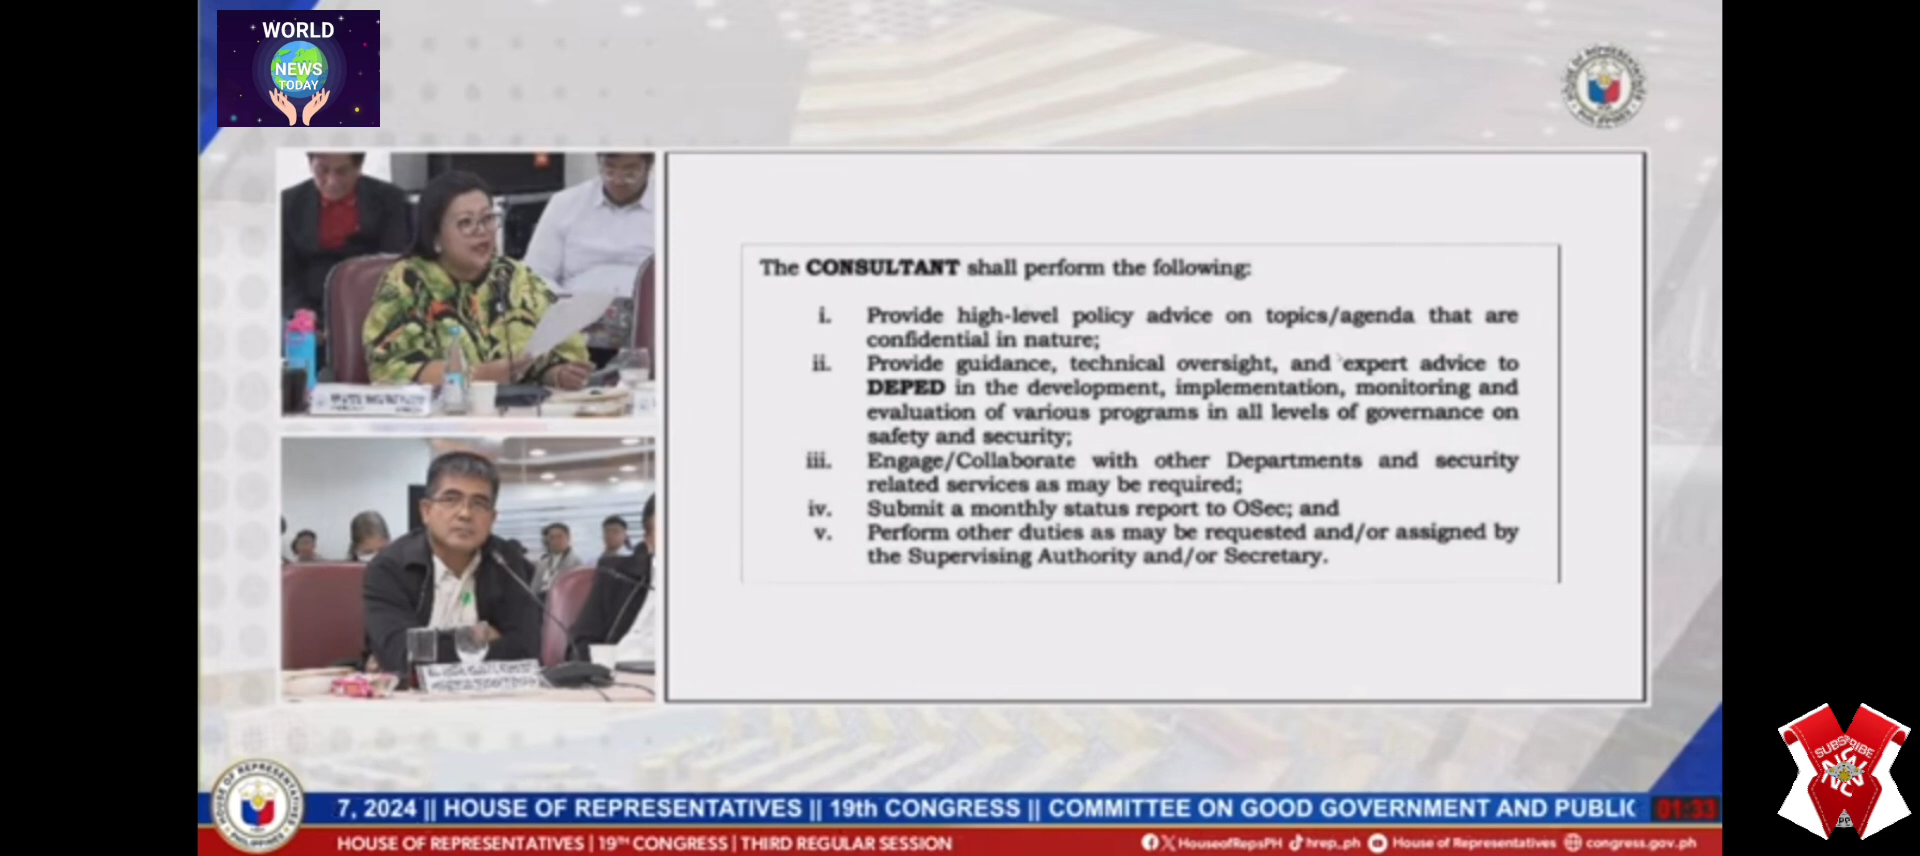 WORLD
NEWS
TODAY
The CONSULTANT shall perform the following:
i. Provide high-level policy advice on topics/agenda that are
confidential in nature;
ii. Provide guidance, technical oversight, and expert advice to
DEPED in the development, implementation, monitoring and
evaluation of various programs in all levels of governance on
safety and security;
iii. Engage/Collaborate with other Departments and security
related services as may be required;
iv. Submit a monthly status report to OSec; and
v. Perform other duties as may be requested and/or assigned by
the Supervising Authority and/or Secretary.
7, 2024 || HOUSE OF REPRESENTATIVES || 19th CONGRESS || COMMITTEE ON GOOD GOVERNMENT AND PUBLIC
01:33
HOUSE OF REPRESENTATIVES | 19TH CONGRESS | THIRD REGULAR SESSION
HouseofRepsPH hrep_ph House of Representatives congress.gov.ph
SUBSCRIBE